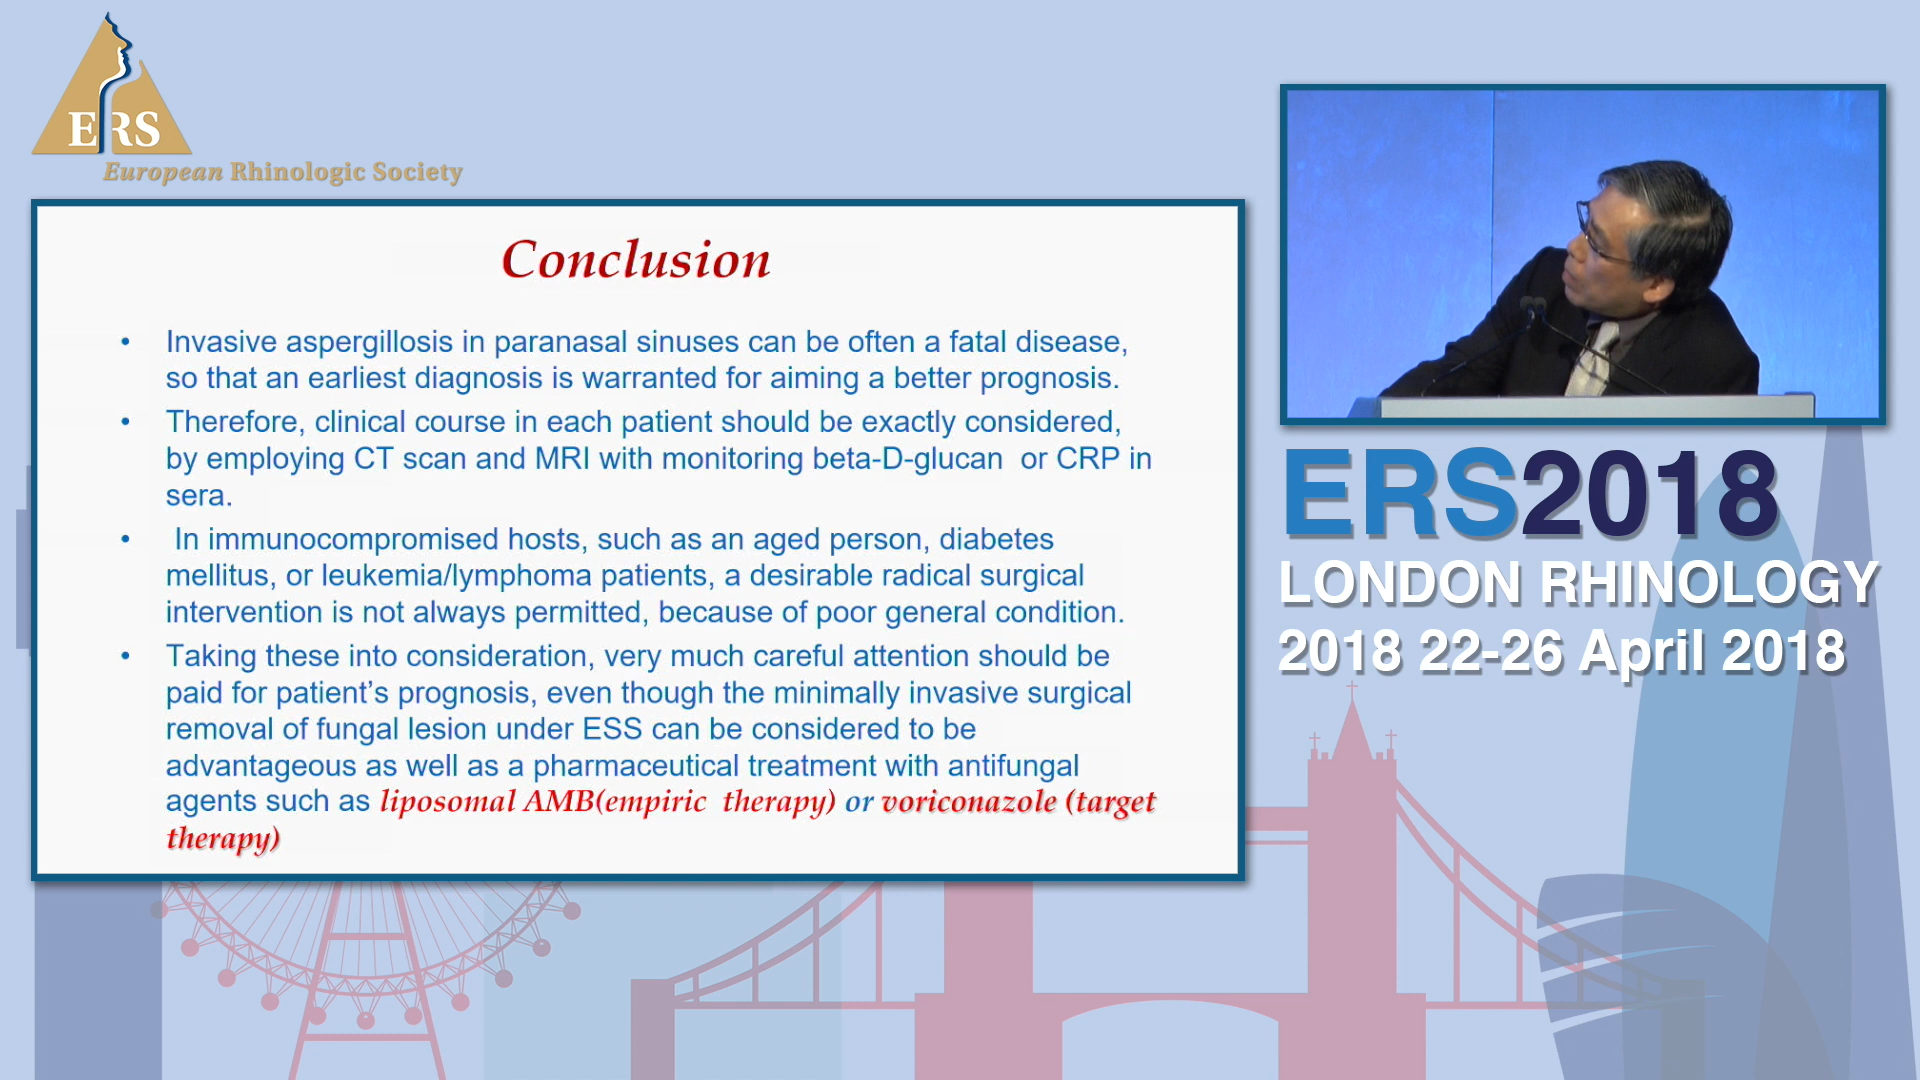 ERS
European Rhinologic Society
Conclusion
• Invasive aspergillosis in paranasal sinuses can be often a fatal disease,
so that an earliest diagnosis is warranted for aiming a better prognosis.
• Therefore, clinical course in each patient should be exactly considered,
by employing CT scan and MRI with monitoring beta-D-glucan or CRP in
sera.
• In immunocompromised hosts, such as an aged person, diabetes
mellitus, or leukemia/lymphoma patients, a desirable radical surgical
intervention is not always permitted, because of poor general condition.
• Taking these into consideration, very much careful attention should be
paid for patient’s prognosis, even though the minimally invasive surgical
removal of fungal lesion under ESS can be considered to be
advantageous as well as a pharmaceutical treatment with antifungal
agents such as liposomal AMB(empiric therapy) or voriconazole (target
therapy)
ERS2018
LONDON RHINOLOGY
2018 22-26 April 2018